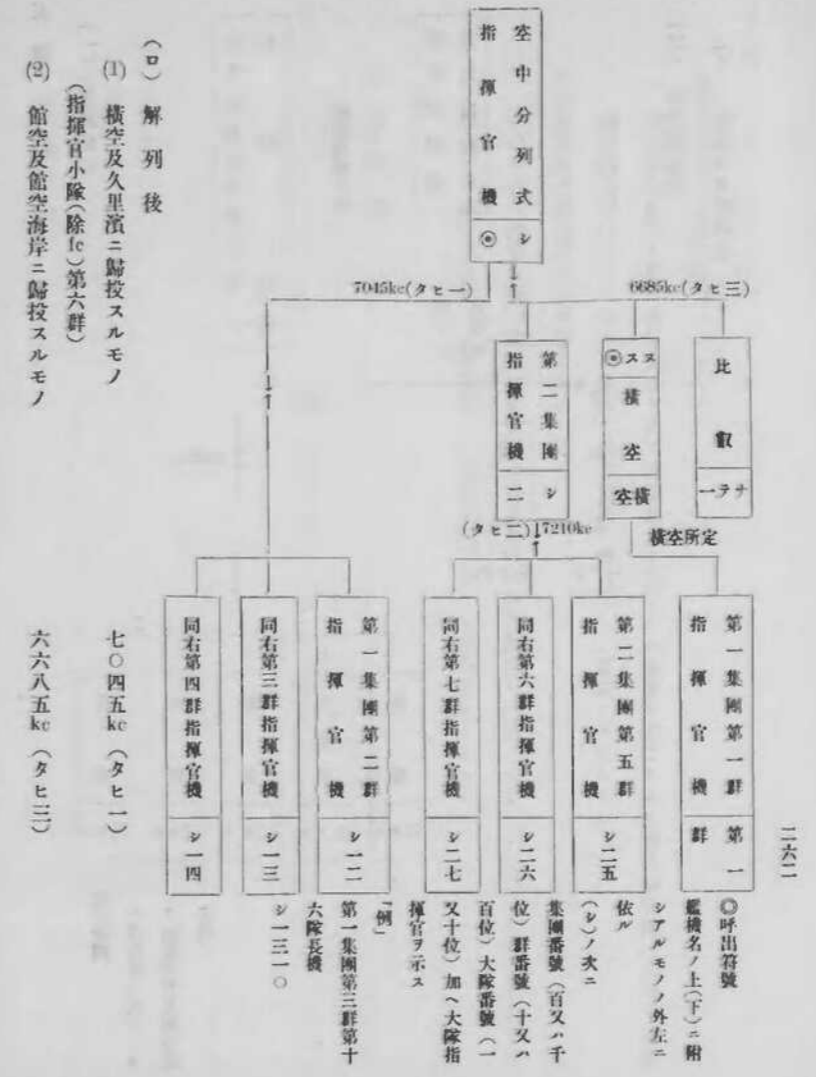 二六二
空中分列式
指揮官機
シ
◉
7045kc(タヒ一)
6685kc(タヒ三)
比叡
ナテ一
ヌス◉
横空
横空
横空所定
第二集團
指揮官機
シ二
(タヒ二)
7210kc
第一集團第一群
指揮官機
第一群
第二集團第五群
指揮官機
シ二五
同右第六群指揮官機
シ二六
同右第七群指揮官機
シ二七
第一集團第二群
指揮官機
シ一二
同右第三群指揮官機
シ一三
同右第四群指揮官機
シ一四
◎呼出符號
艦機名ノ上(下)ニ附
シアルモノノ外左ニ
依ル
(シ)ノ次ニ
集團番號(百又ハ千
位)群番號(十又ハ
百位)大隊番號(一
又十位)加ヘ大隊指
揮官ヲ示ス
「例」
第一集團第三群第十
六隊長機
シ一三一〇
(ロ) 解列後
(1) 横空及久里濱ニ歸投スルモノ 七〇四五kc (タヒ一)
(指揮官小隊(除fc)第六群)
(2) 館空及館空海岸ニ歸投スルモノ 六六八五kc (タヒ三)